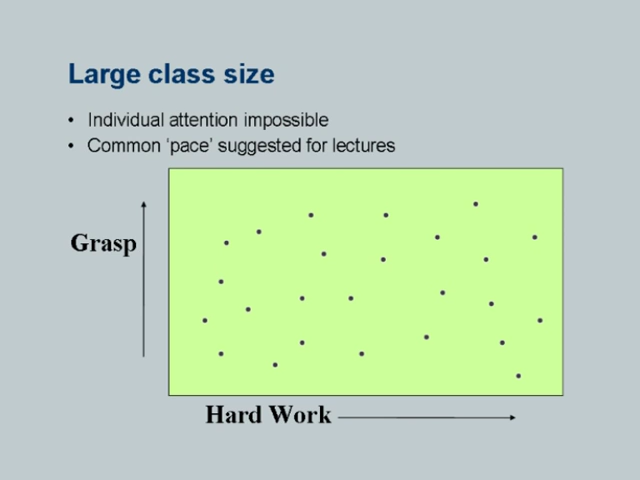 Large class size
• Individual attention impossible
• Common 'pace' suggested for lectures
Grasp
Hard Work